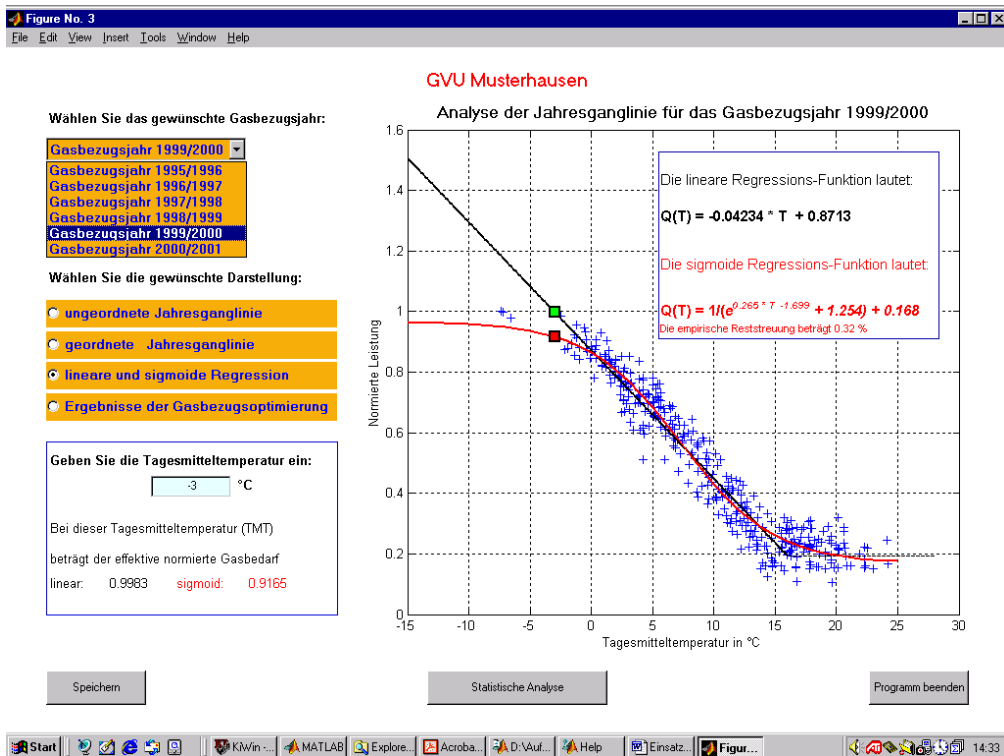 Figure No. 3
File Edit View Insert Tools Window Help
GVU Musterhausen
Wählen Sie das gewünschte Gasbezugsjahr:
Gasbezugsjahr 1999/2000
Gasbezugsjahr 1995/1996
Gasbezugsjahr 1996/1997
Gasbezugsjahr 1997/1998
Gasbezugsjahr 1998/1999
Gasbezugsjahr 1999/2000
Gasbezugsjahr 2000/2001
Wählen Sie die gewünschte Darstellung:
ungeordnete Jahresganglinie
geordnete Jahresganglinie
lineare und sigmoide Regression
Ergebnisse der Gasbezugsoptimierung
Geben Sie die Tagesmitteltemperatur ein:
-3 °C
Bei dieser Tagesmitteltemperatur (TMT)
beträgt der effektive normierte Gasbedarf
linear: 0.9983 sigmoid: 0.9165
Analyse der Jahresganglinie für das Gasbezugsjahr 1999/2000
Die lineare Regressions-Funktion lautet:
Q(T) = -0.04234 * T + 0.8713
Die sigmoide Regressions-Funktion lautet:
Q(T) = 1/(e^0.265 * T -1.699 + 1.254) + 0.168
Die empirische Reststreuung beträgt 0.32 %
Normierte Leistung
1.6
1.4
1.2
1
0.8
0.6
0.4
0.2
0
-15 -10 -5 0 5 10 15 20 25 30
Tagesmitteltemperatur in °C
Speichern
Statistische Analyse
Programm beenden
Start KiWin -... MATLAB Explore... Acroba... D:\Auf... Help Einsatz... Figur... 14:33